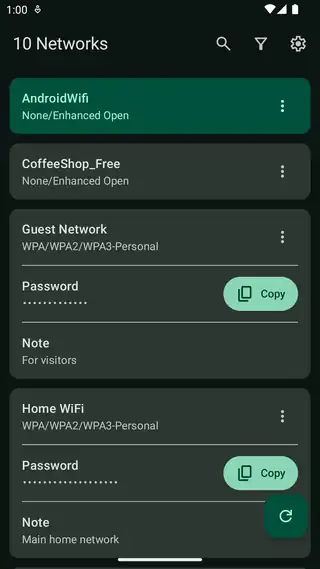 1:00
10 Networks
AndroidWifi
None/Enhanced Open
CoffeeShop_Free
None/Enhanced Open
Guest Network
WPA/WPA2/WPA3-Personal
Password
•••••••••••••
Copy
Note
For visitors
Home WiFi
WPA/WPA2/WPA3-Personal
Password
•••••••••••••••••••
Copy
Note
Main home network